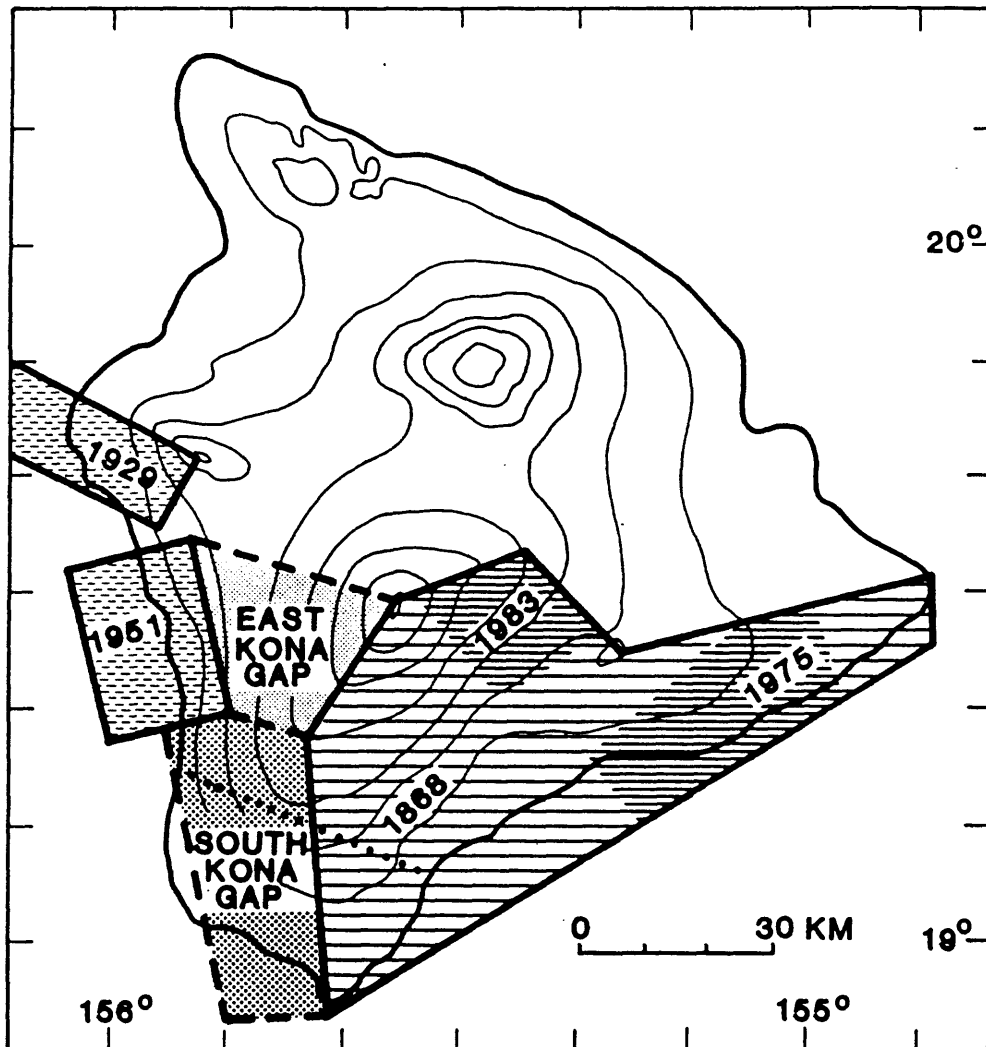 20°
1929
1983
EAST
KONA
GAP
1951
1975
1868
SOUTH
KONA
GAP
0 30 KM
19°
156°
155°